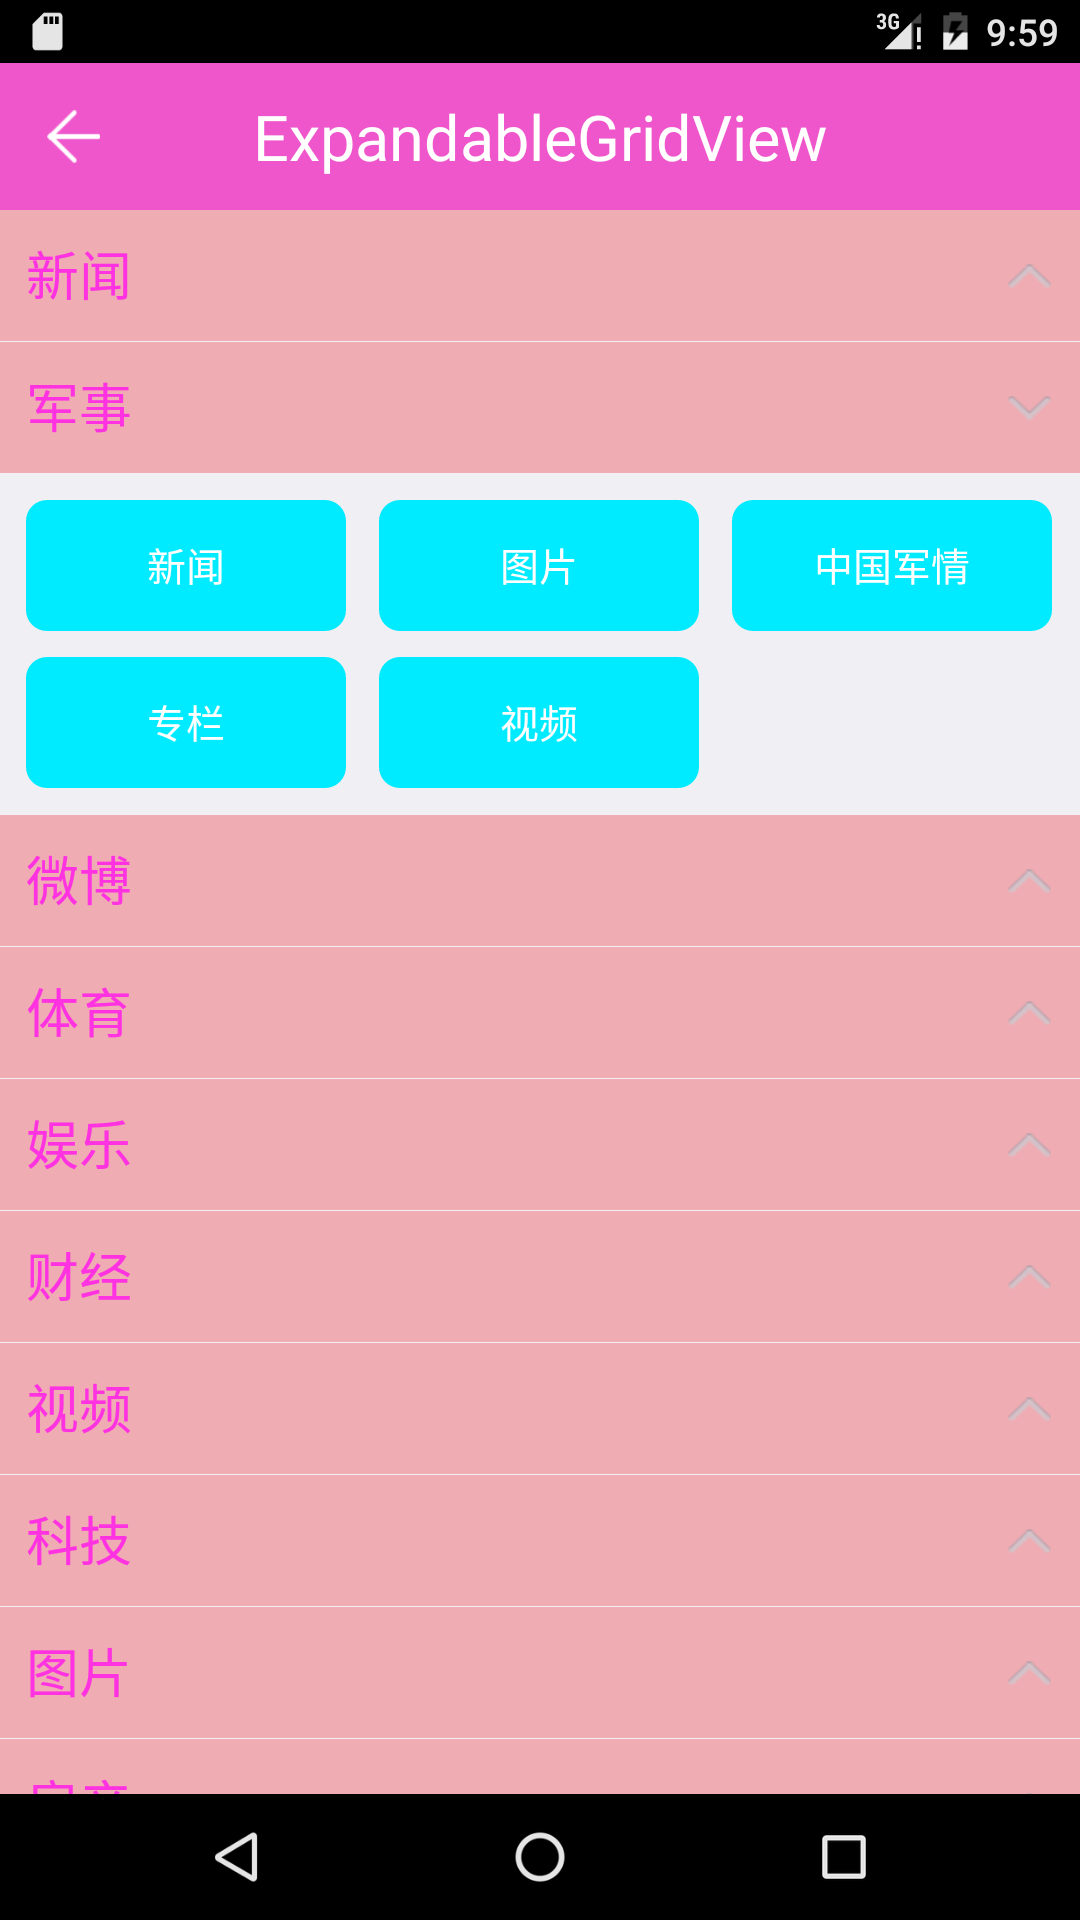 3G 9:59
ExpandableGridView
新闻
军事
新闻 图片 中国军情
专栏 视频
微博
体育
娱乐
财经
视频
科技
图片